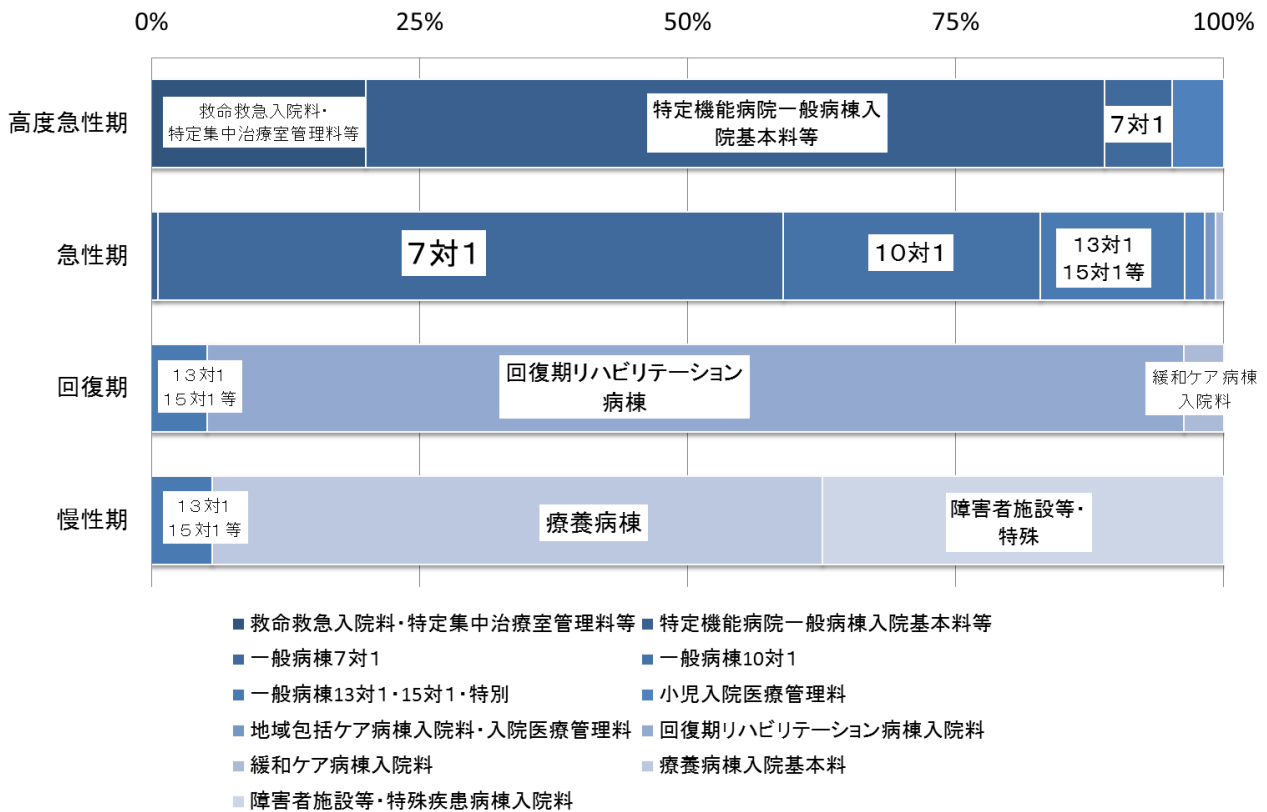 0%
25%
50%
75%
100%
高度急性期
救命救急入院料・
特定集中治療室管理料等
特定機能病院一般病棟入
院基本料等
7対1
急性期
7対1
10対1
13対1
15対1等
回復期
13対1
15対1等
回復期リハビリテーション
病棟
緩和ケア病棟
入院料
慢性期
13対1
15対1等
療養病棟
障害者施設等・
特殊
救命救急入院料・特定集中治療室管理料等
特定機能病院一般病棟入院基本料等
一般病棟7対1
一般病棟10対1
一般病棟13対1・15対1・特別
小児入院医療管理料
地域包括ケア病棟入院料・入院医療管理料
回復期リハビリテーション病棟入院料
緩和ケア病棟入院料
療養病棟入院基本料
障害者施設等・特殊疾患病棟入院料